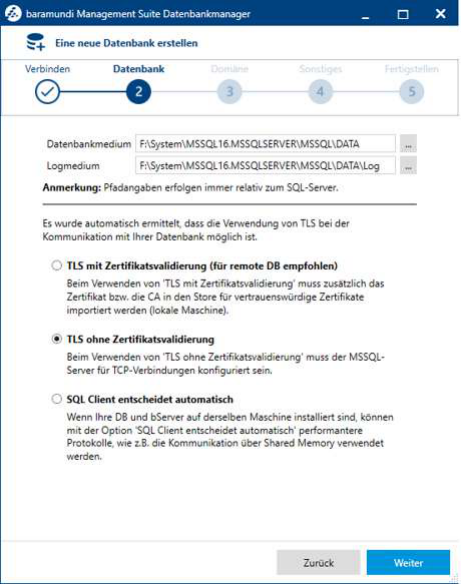 baramundi Management Suite Datenbankmanager
Eine neue Datenbank erstellen
Verbinden Datenbank Domäne Sonstiges Fertigstellen
2 3 4 5
Datenbankmedium F:\System\MSSQL16.MSSQLSERVER\MSSQL\DATA ...
Logmedium F:\System\MSSQL16.MSSQLSERVER\MSSQL\DATA\Log ...
Anmerkung: Pfadangaben erfolgen immer relativ zum SQL-Server.
Es wurde automatisch ermittelt, dass die Verwendung von TLS bei der
Kommunikation mit Ihrer Datenbank möglich ist.
TLS mit Zertifikatsvalidierung (für remote DB empfohlen)
Beim Verwenden von 'TLS mit Zertifikatsvalidierung' muss zusätzlich das
Zertifikat bzw. die CA in den Store für vertrauenswürdige Zertifikate
importiert werden (lokale Maschine).
TLS ohne Zertifikatsvalidierung
Beim Verwenden von 'TLS ohne Zertifikatsvalidierung' muss der MSSQL-
Server für TCP-Verbindungen konfiguriert sein.
SQL Client entscheidet automatisch
Wenn Ihre DB und bServer auf derselben Maschine installiert sind, können
mit der Option 'SQL Client entscheidet automatisch' performantere
Protokolle, wie z.B. die Kommunikation über Shared Memory verwendet
werden.
Zurück Weiter